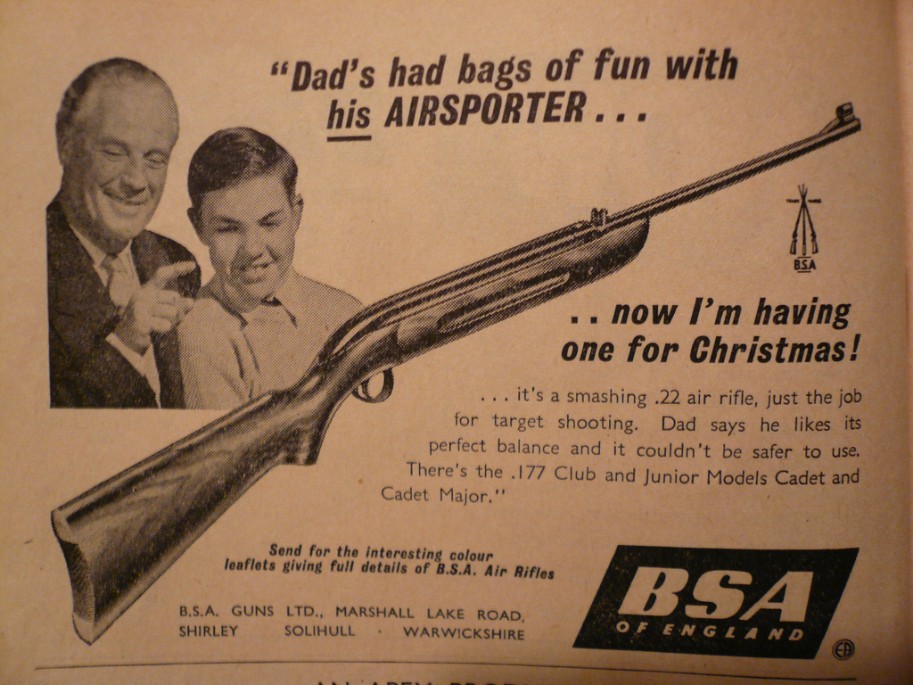 “Dad's had bags of fun with
his AIRSPORTER . . .
BSA
. . now I'm having
one for Christmas!
. . . it's a smashing .22 air rifle, just the job
for target shooting. Dad says he likes its
perfect balance and it couldn't be safer to use.
There's the .177 Club and Junior Models Cadet and
Cadet Major.”
Send for the interesting colour
leaflets giving full details of B.S.A. Air Rifles
B.S.A. GUNS LTD., MARSHALL LAKE ROAD,
SHIRLEY SOLIHULL · WARWICKSHIRE
BSA
OF ENGLAND